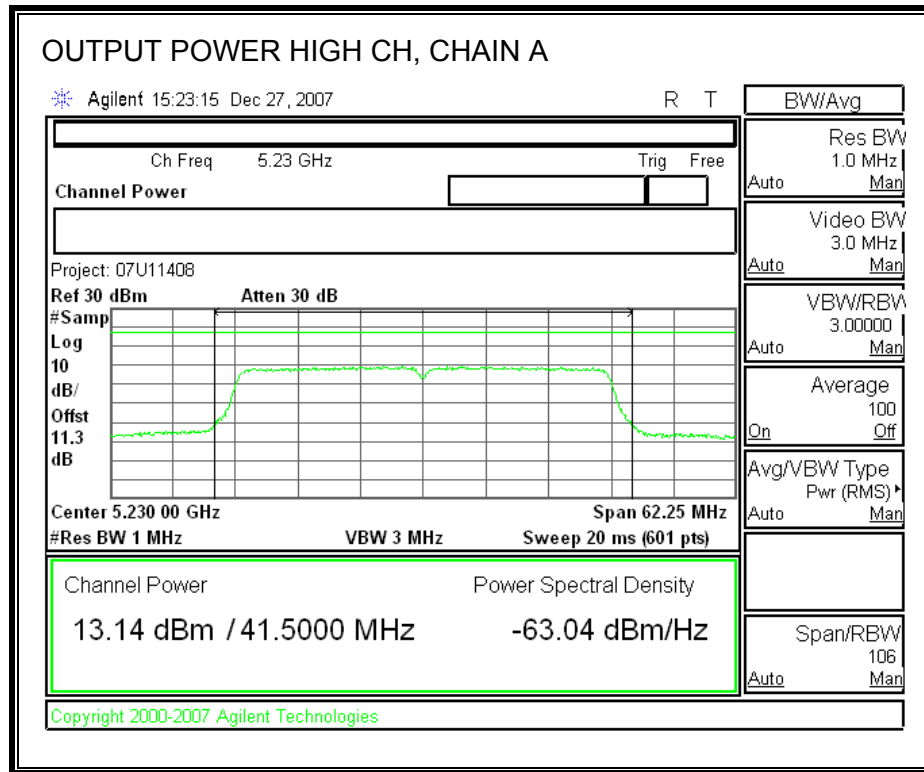 OUTPUT POWER HIGH CH, CHAIN A
Agilent 15:23:15 Dec 27, 2007 R T
BW/Avg
Ch Freq 5.23 GHz Trig Free
Channel Power
Res BW
1.0 MHz
Auto Man
Video BW
3.0 MHz
Auto Man
Project: 07U11408
Ref 30 dBm Atten 30 dB
#Samp
Log
10
dB/
Offst
11.3
dB
VBW/RBW
3.00000
Auto Man
Average
100
On Off
Avg/VBW Type
Pwr (RMS)
Auto Man
Center 5.230 00 GHz Span 62.25 MHz
#Res BW 1 MHz VBW 3 MHz Sweep 20 ms (601 pts)
Channel Power Power Spectral Density
13.14 dBm / 41.5000 MHz -63.04 dBm/Hz
Span/RBW
106
Auto Man
Copyright 2000-2007 Agilent Technologies